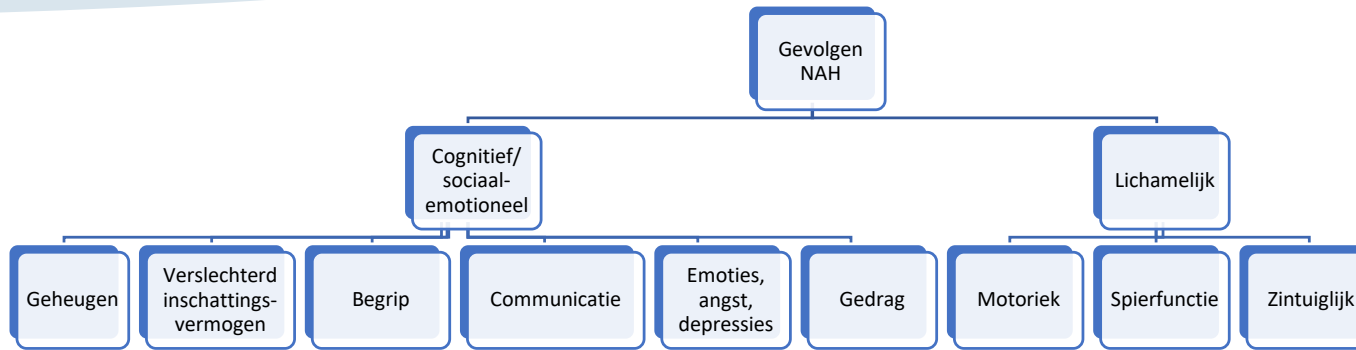 Gevolgen
NAH
Cognitief/
sociaal-
emotioneel
Lichamelijk
Geheugen
Verslechterd
inschattings-
vermogen
Begrip
Communicatie
Emoties,
angst,
depressies
Gedrag
Motoriek
Spierfunctie
Zintuiglijk